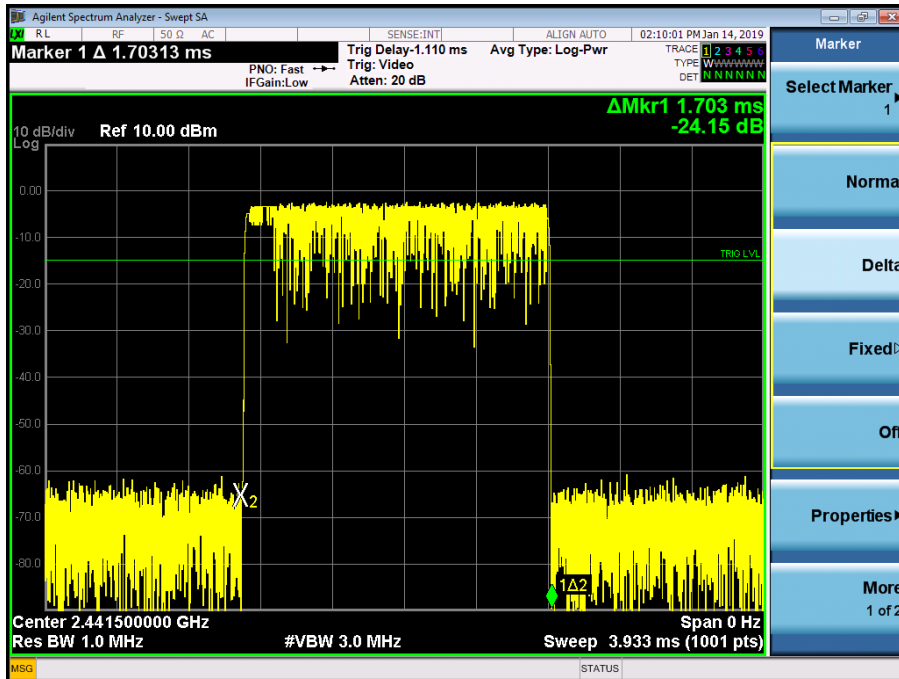 Agilent Spectrum Analyzer - Swept SA
LXI RL RF 50 Ω AC SENSE:INT ALIGN AUTO 02:10:01 PM Jan 14, 2019
Marker 1 Δ 1.70313 ms
PNO: Fast
IFGain:Low
Trig Delay-1.110 ms
Trig: Video
Atten: 20 dB
Avg Type: Log-Pwr
TRACE 1 2 3 4 5 6
TYPE WWWWWW
DET N N N N N N
ΔMkr1 1.703 ms
-24.15 dB
10 dB/div Ref 10.00 dBm
Log
0.00
-10.0
TRIG LVL
-20.0
-30.0
-40.0
-50.0
-60.0
X2
-70.0
-80.0
1Δ2
Center 2.441500000 GHz Span 0 Hz
Res BW 1.0 MHz #VBW 3.0 MHz Sweep 3.933 ms (1001 pts)
MSG STATUS
Marker
Select Marker
1
Norma
Delta
Fixed
Off
Properties
More
1 of 2